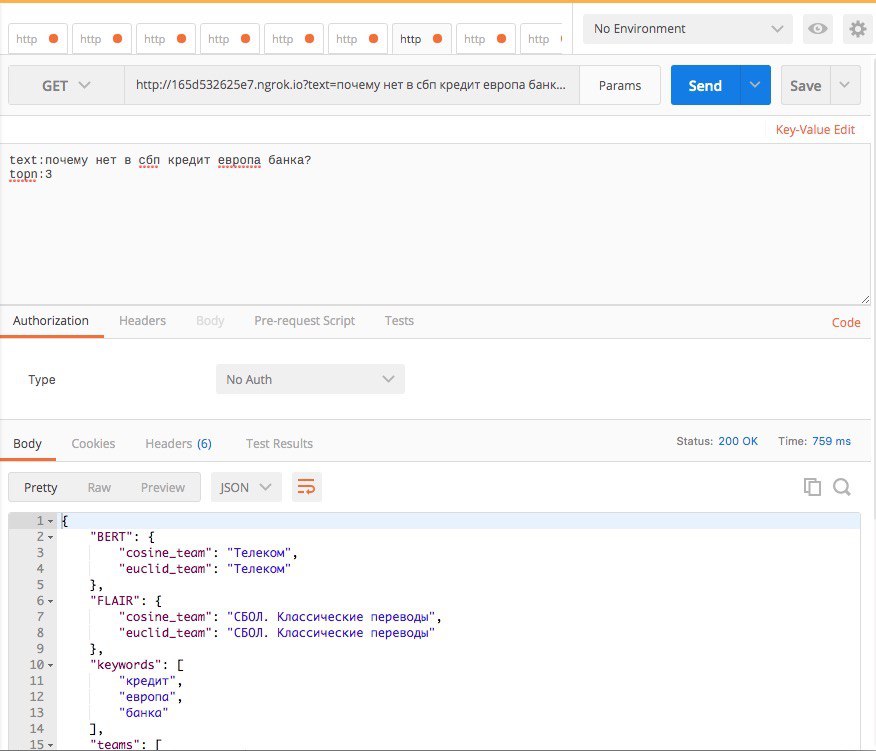 http http http http http http http http http No Environment
GET http://165d532625e7.ngrok.io?text=почему нет в сбп кредит европа банк... Params Send Save
Key-Value Edit
text:почему нет в сбп кредит европа банка?
topn:3
Authorization Headers Body Pre-request Script Tests Code
Type No Auth
Body Cookies Headers (6) Test Results Status: 200 OK Time: 759 ms
Pretty Raw Preview JSON
1 {
2 "BERT": {
3 "cosine_team": "Телеком",
4 "euclid_team": "Телеком"
5 },
6 "FLAIR": {
7 "cosine_team": "СБОЛ. Классические переводы",
8 "euclid_team": "СБОЛ. Классические переводы"
9 },
10 "keywords": [
11 "кредит",
12 "европа",
13 "банка"
14 ],
15 "teams": [